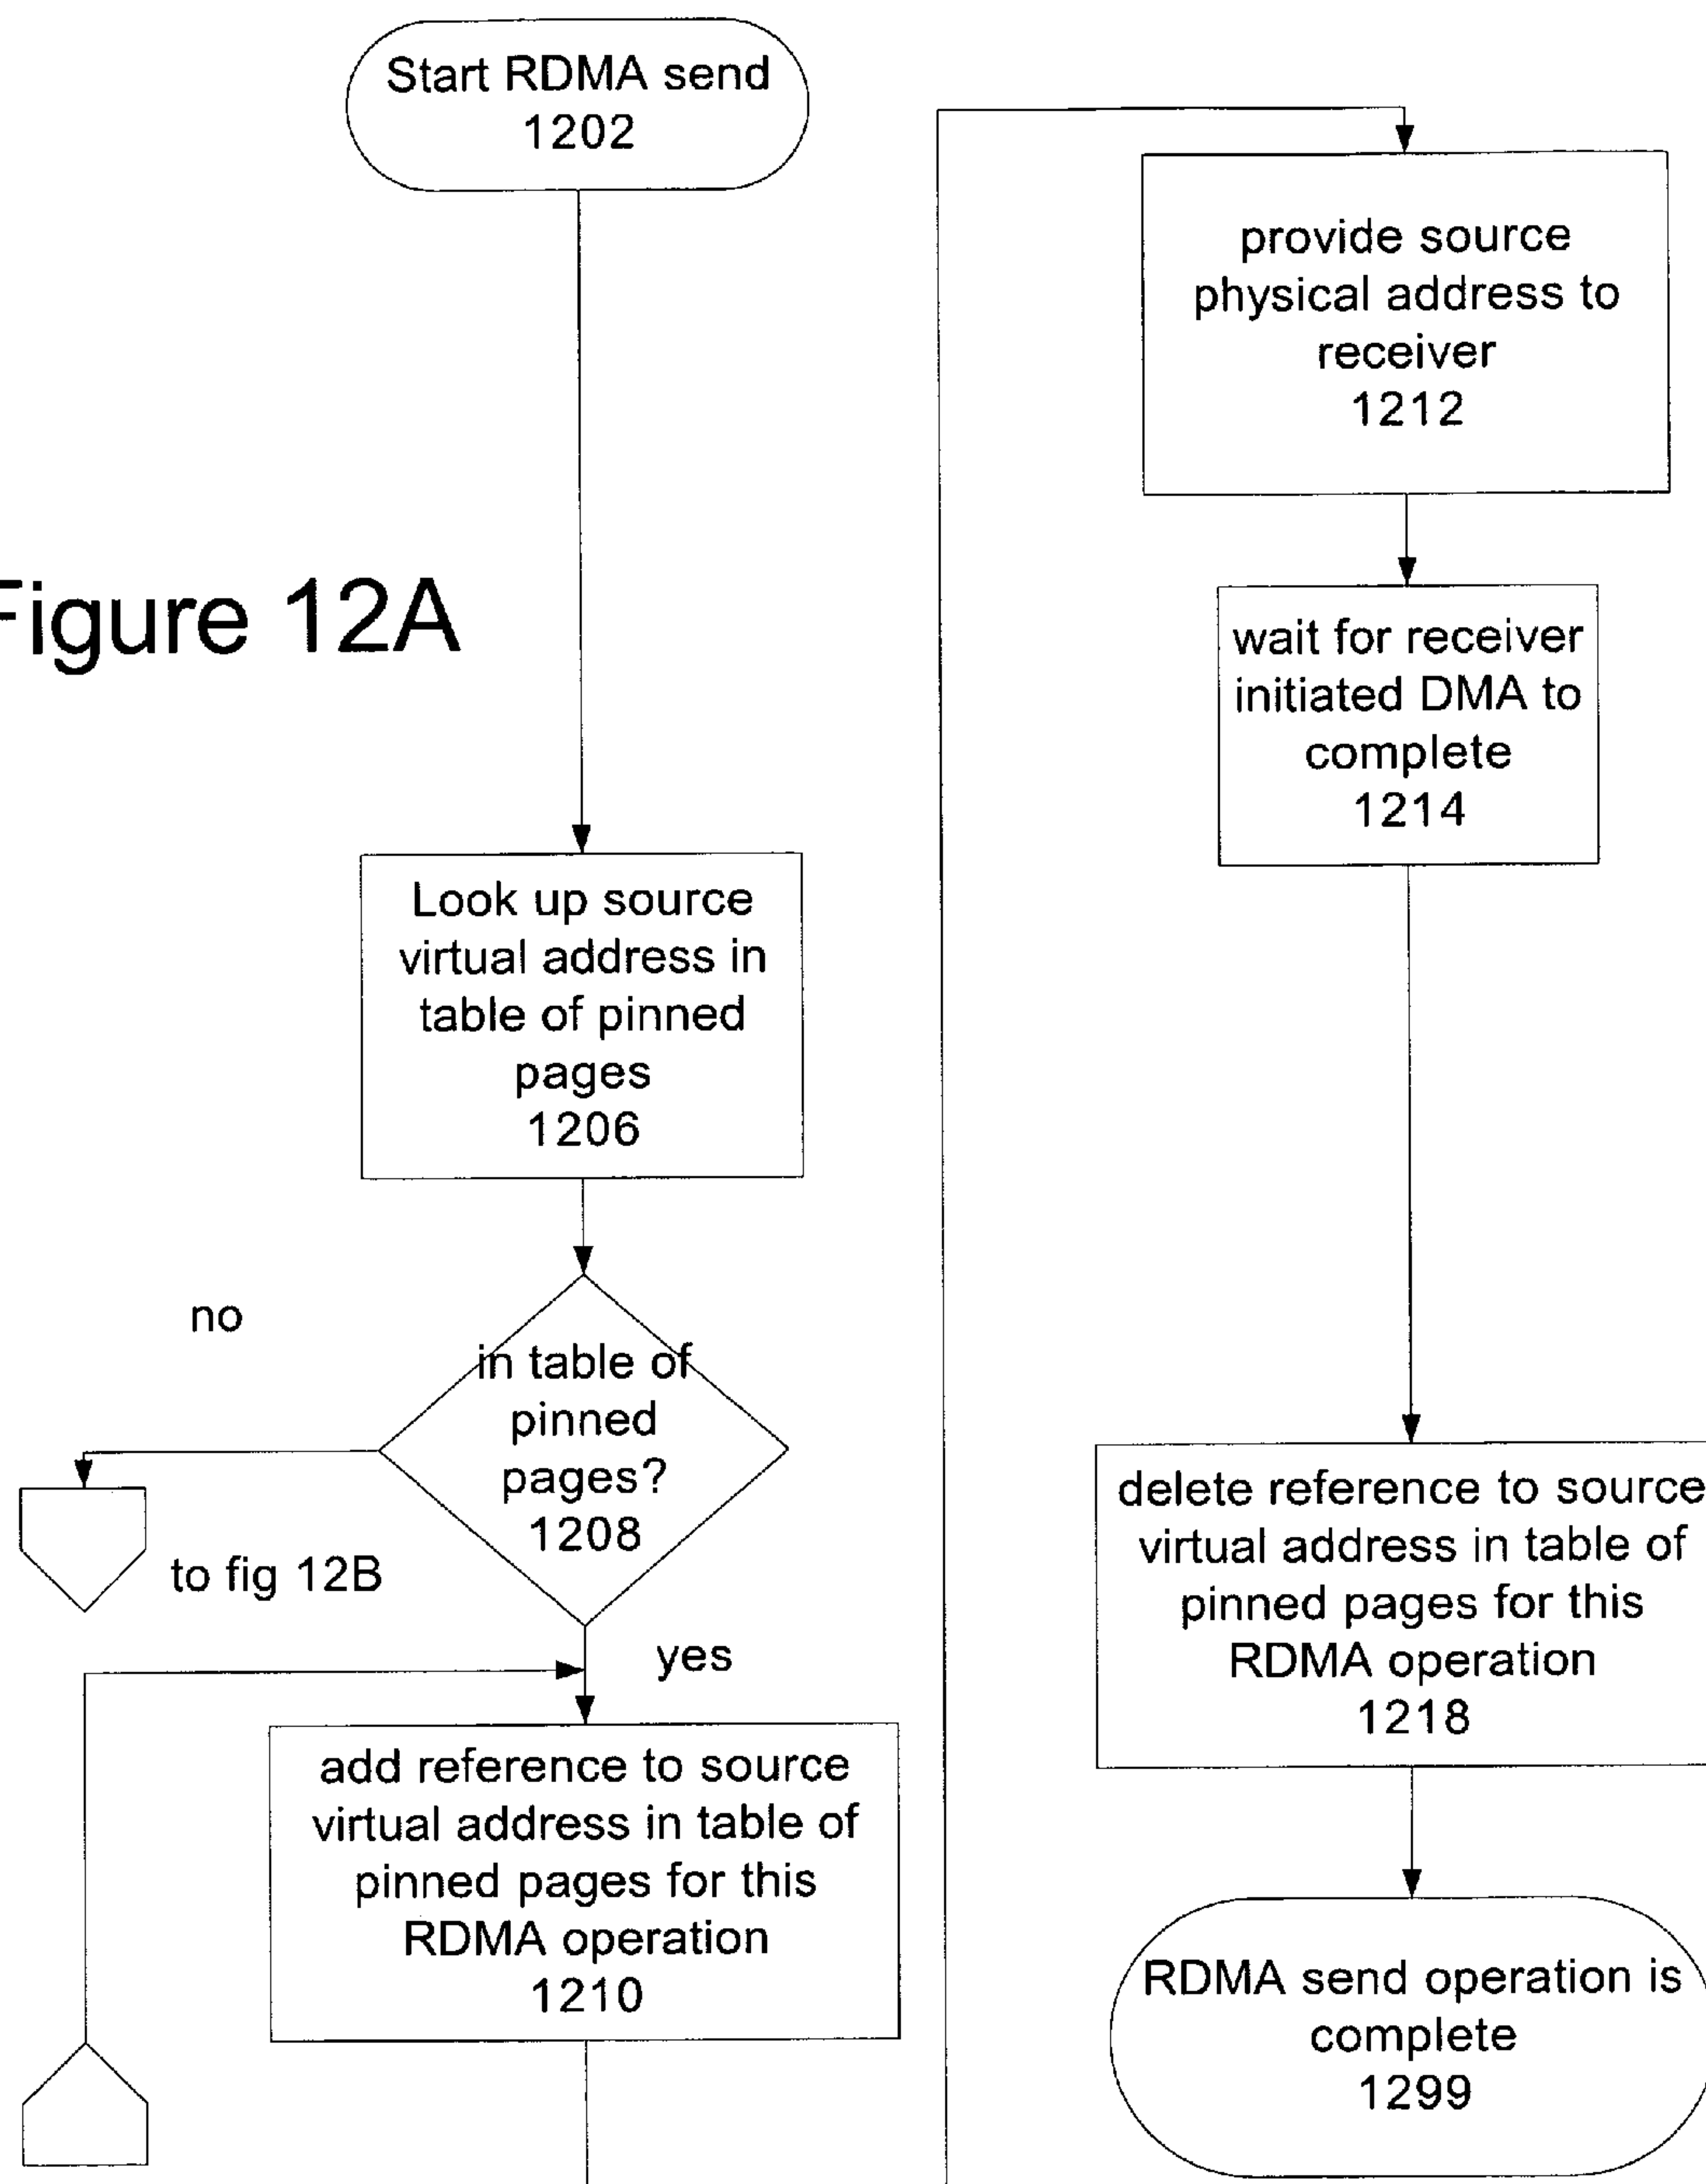 Start RDMA send
1202
Figure 12A
Look up source
virtual address in
table of pinned
pages
1206
no
in table of
pinned
pages?
1208
to fig 12B
yes
add reference to source
virtual address in table of
pinned pages for this
RDMA operation
1210
provide source
physical address to
receiver
1212
wait for receiver
initiated DMA to
complete
1214
delete reference to source
virtual address in table of
pinned pages for this
RDMA operation
1218
RDMA send operation is
complete
1299